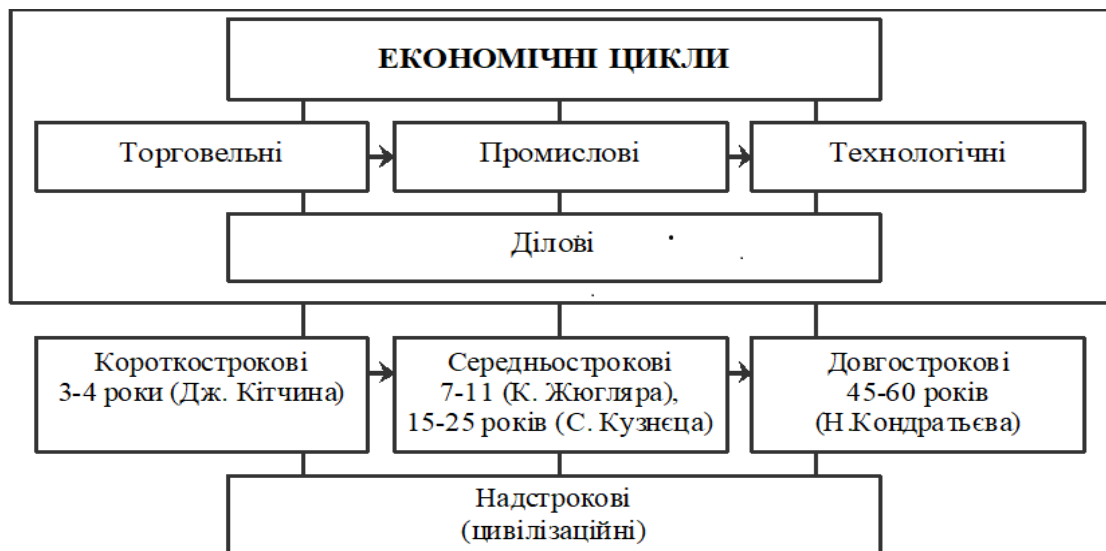 ЕКОНОМІЧНІ ЦИКЛИ
Торговельні
Промислові
Технологічні
Ділові
Короткострокові
3-4 роки (Дж. Кітчина)
Середньострокові
7-11 (К. Жюгляра),
15-25 років (С. Кузнєца)
Довгострокові
45-60 років
(Н.Кондратьєва)
Надстрокові
(цивілізаційні)